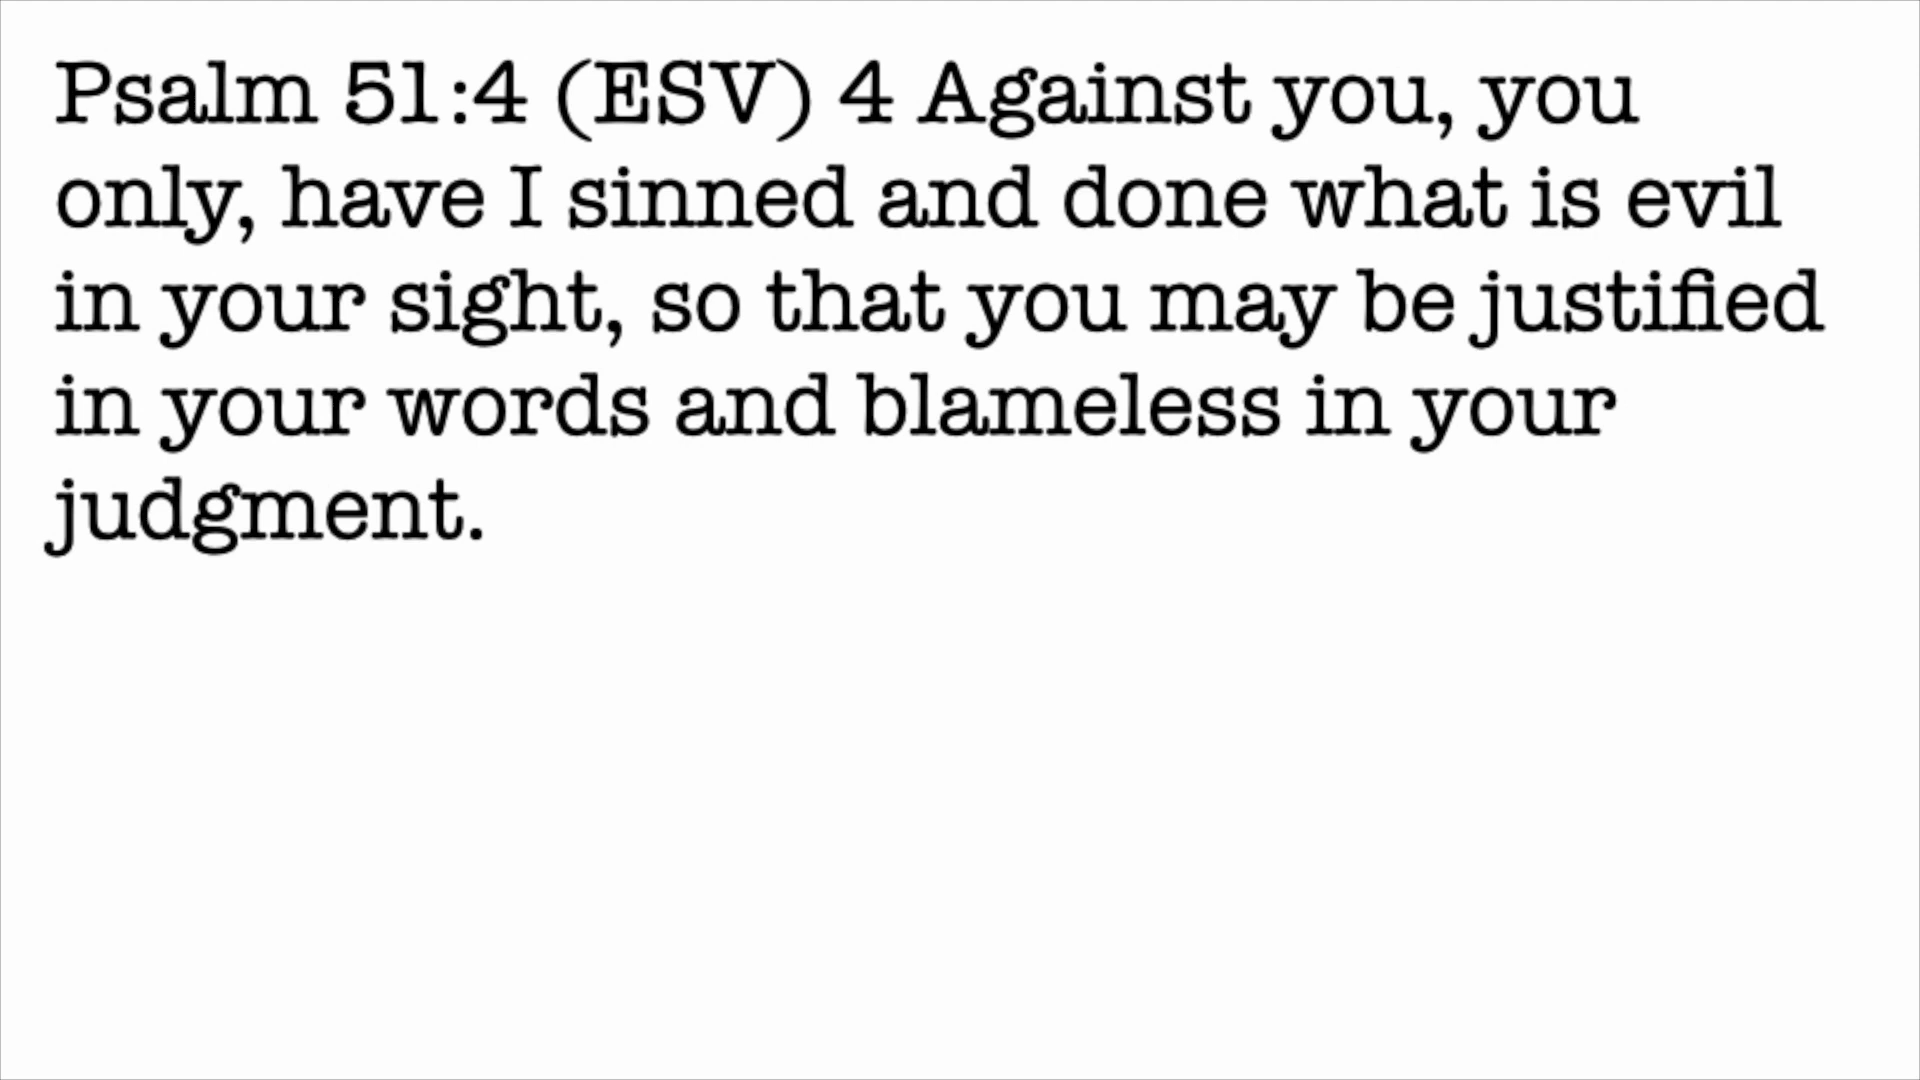 Psalm 51:4 (ESV) 4 Against you, you
only, have I sinned and done what is evil
in your sight, so that you may be justified
in your words and blameless in your
judgment.